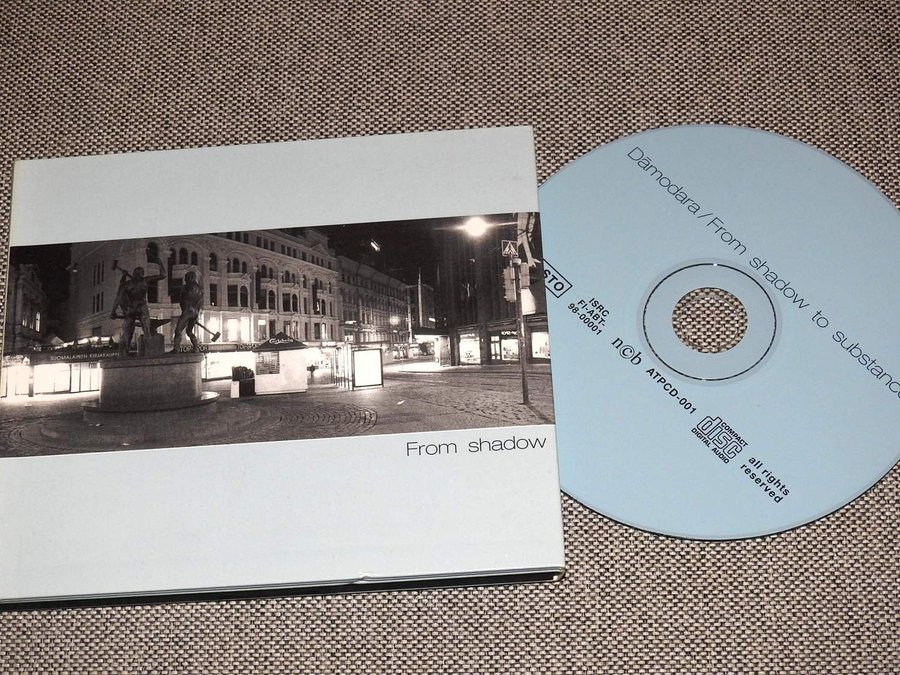 SUOMALAINEN KIRJAKAUPPA
From shadow
Dāmodara / From shadow to substance
STO
ISRC
FI-ABT.
98-00001
n©b
ATPCD-001
COMPACT
disc
DIGITAL AUDIO
all rights
reserved